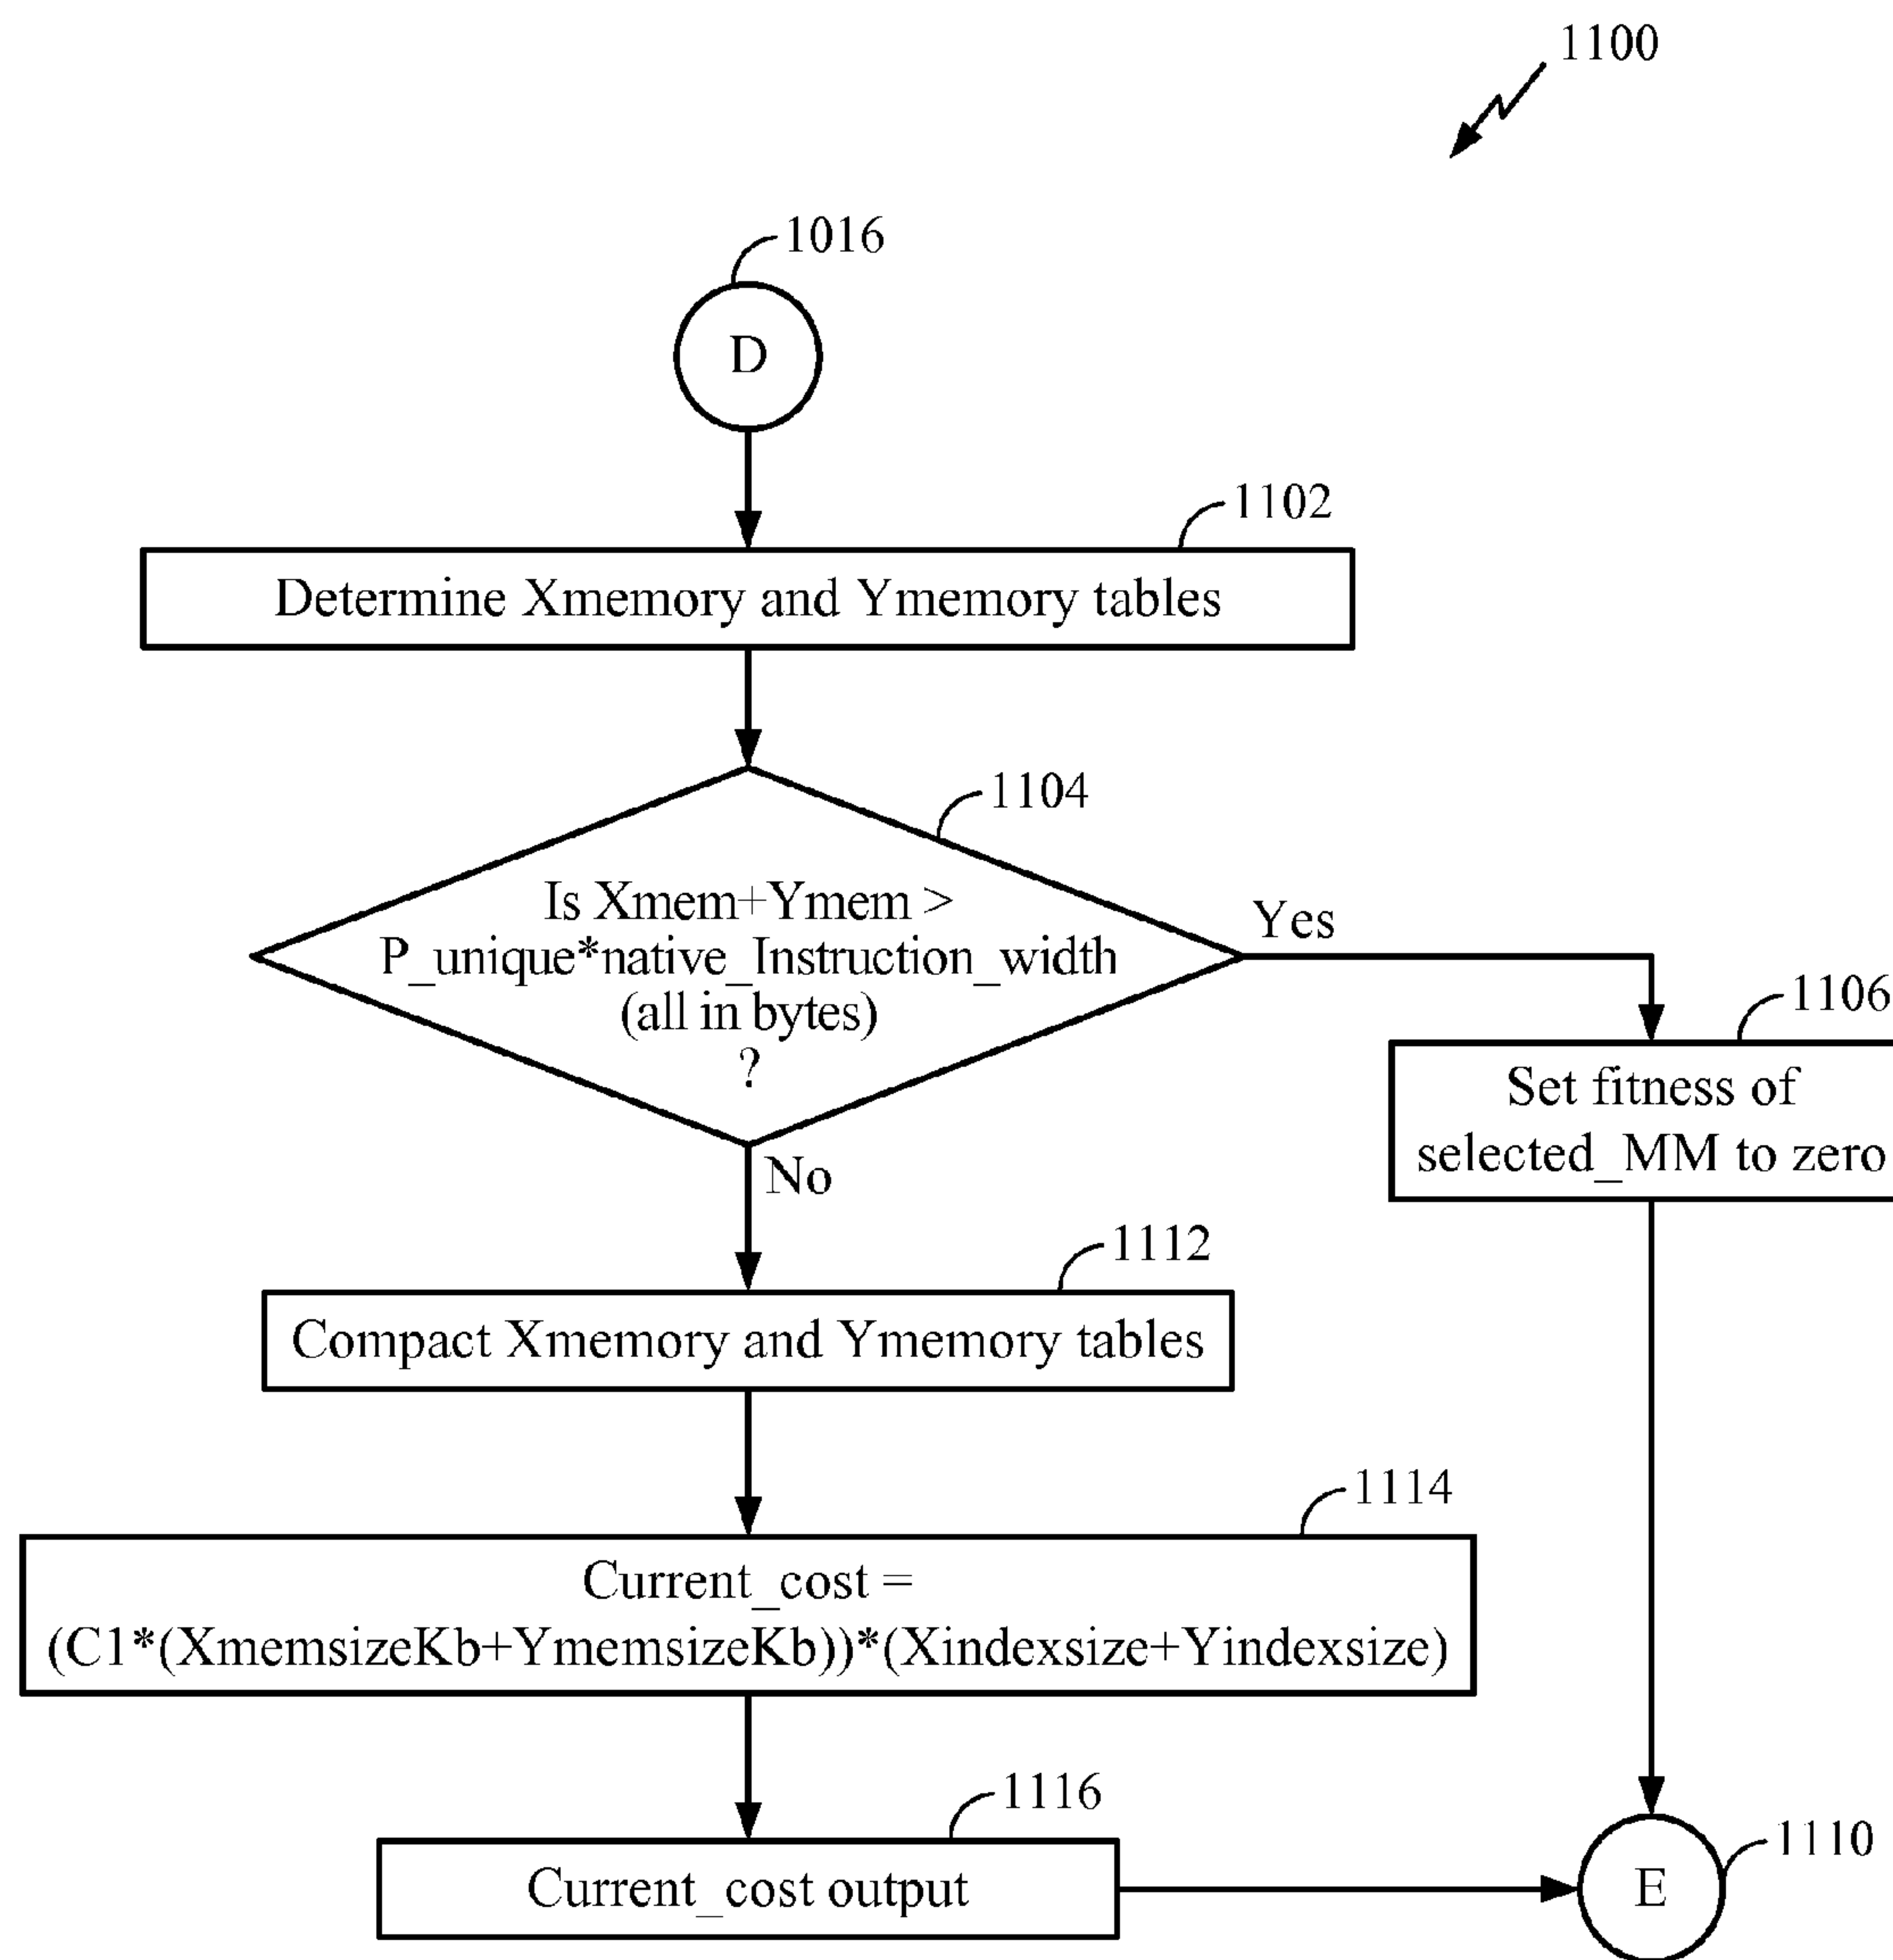 1100
1016
D
1102
Determine Xmemory and Ymemory tables
1104
Is Xmem+Ymem >
P_unique*native_Instruction_width
(all in bytes)
?
Yes
1106
Set fitness of
selected_MM to zero
No
1112
Compact Xmemory and Ymemory tables
1114
Current_cost =
(C1*(XmemsizeKb+YmemsizeKb))*(Xindexsize+Yindexsize)
1116
Current_cost output
1110
E